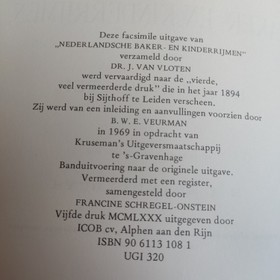 Deze facsimile uitgave van
„NEDERLANDSCHE BAKER- EN KINDERRIJMEN"
verzameld door
DR. J. VAN VLOTEN
werd vervaardigd naar de „vierde,
veel vermeerderde druk" die in het jaar 1894
bij Sijthoff te Leiden verscheen.
Zij werd van een inleiding en aanvullingen voorzien door
B. W. E. VEURMAN
in 1969 in opdracht van
Kruseman's Uitgeversmaatschappij
te 's-Gravenhage
Banduitvoering naar de originele uitgave.
Vermeerderd met een register,
samengesteld door
FRANCINE SCHREGEL-ONSTEIN
Vijfde druk MCMLXXX uitgegeven door
ICOB cv, Alphen aan den Rijn
ISBN 90 6113 108 1
UGI 320